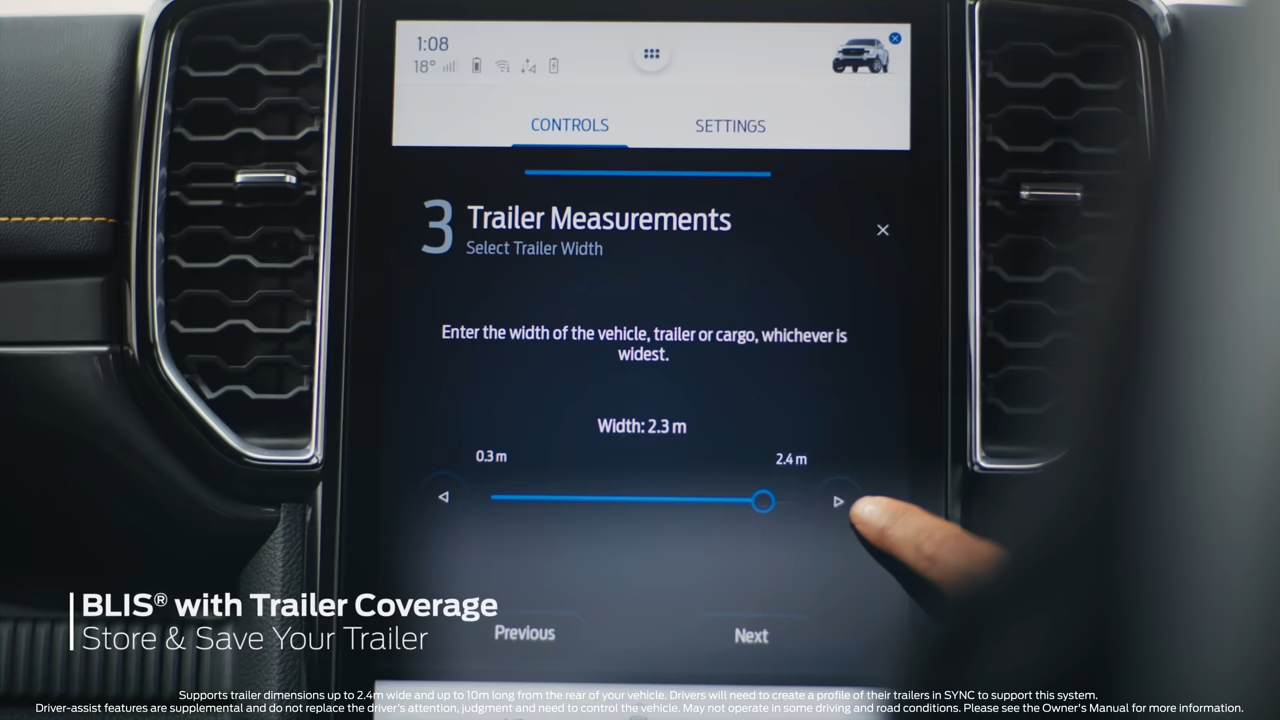 1:08
18°
CONTROLS SETTINGS
3 Trailer Measurements
Select Trailer Width
Enter the width of the vehicle, trailer or cargo, whichever is
widest.
Width: 2.3 m
0.3 m 2.4 m
BLIS® with Trailer Coverage
Store & Save Your Trailer
Previous Next
Supports trailer dimensions up to 2.4m wide and up to 10m long from the rear of your vehicle. Drivers will need to create a profile of their trailers in SYNC to support this system.
Driver-assist features are supplemental and do not replace the driver's attention, judgment and need to control the vehicle. May not operate in some driving and road conditions. Please see the Owner's Manual for more information.